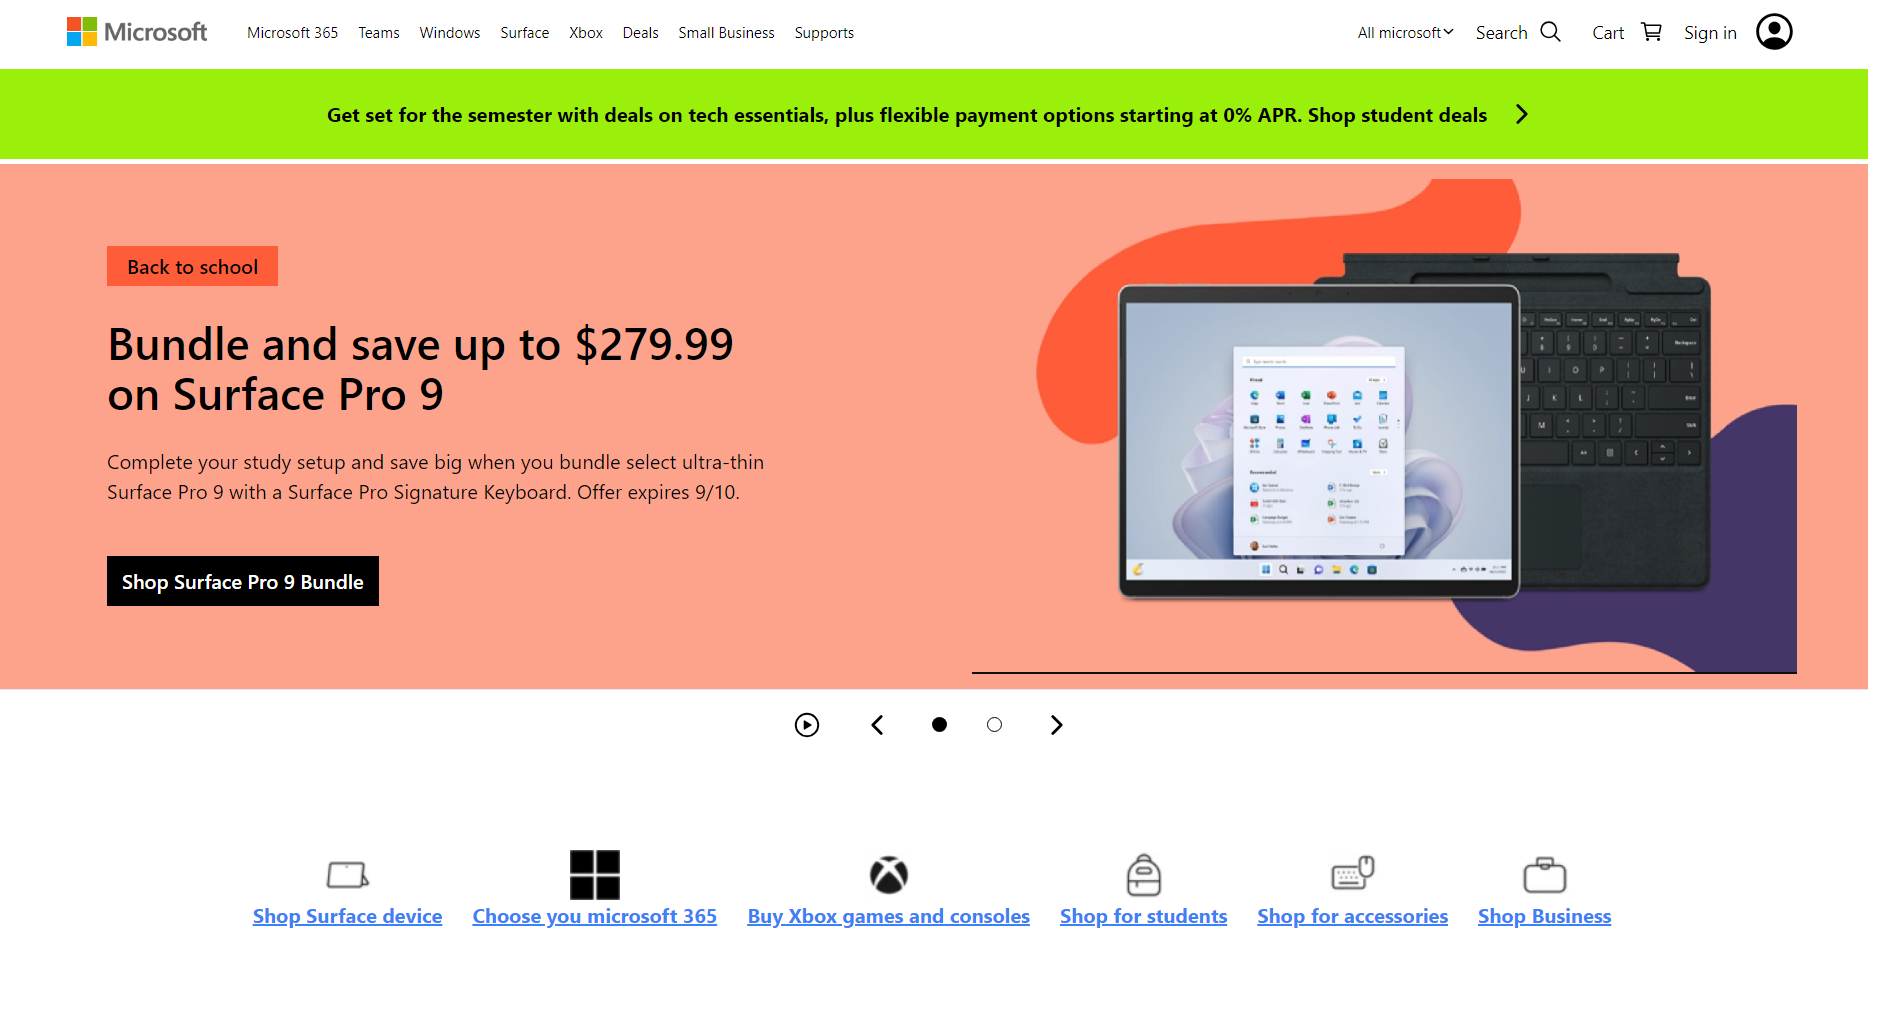 Microsoft
Microsoft 365 Teams Windows Surface Xbox Deals Small Business Supports
All microsoft Search Cart Sign in
Get set for the semester with deals on tech essentials, plus flexible payment options starting at 0% APR. Shop student deals
Back to school
Bundle and save up to $279.99
on Surface Pro 9
Complete your study setup and save big when you bundle select ultra-thin
Surface Pro 9 with a Surface Pro Signature Keyboard. Offer expires 9/10.
Shop Surface Pro 9 Bundle
Shop Surface device
Choose you microsoft 365
Buy Xbox games and consoles
Shop for students
Shop for accessories
Shop Business